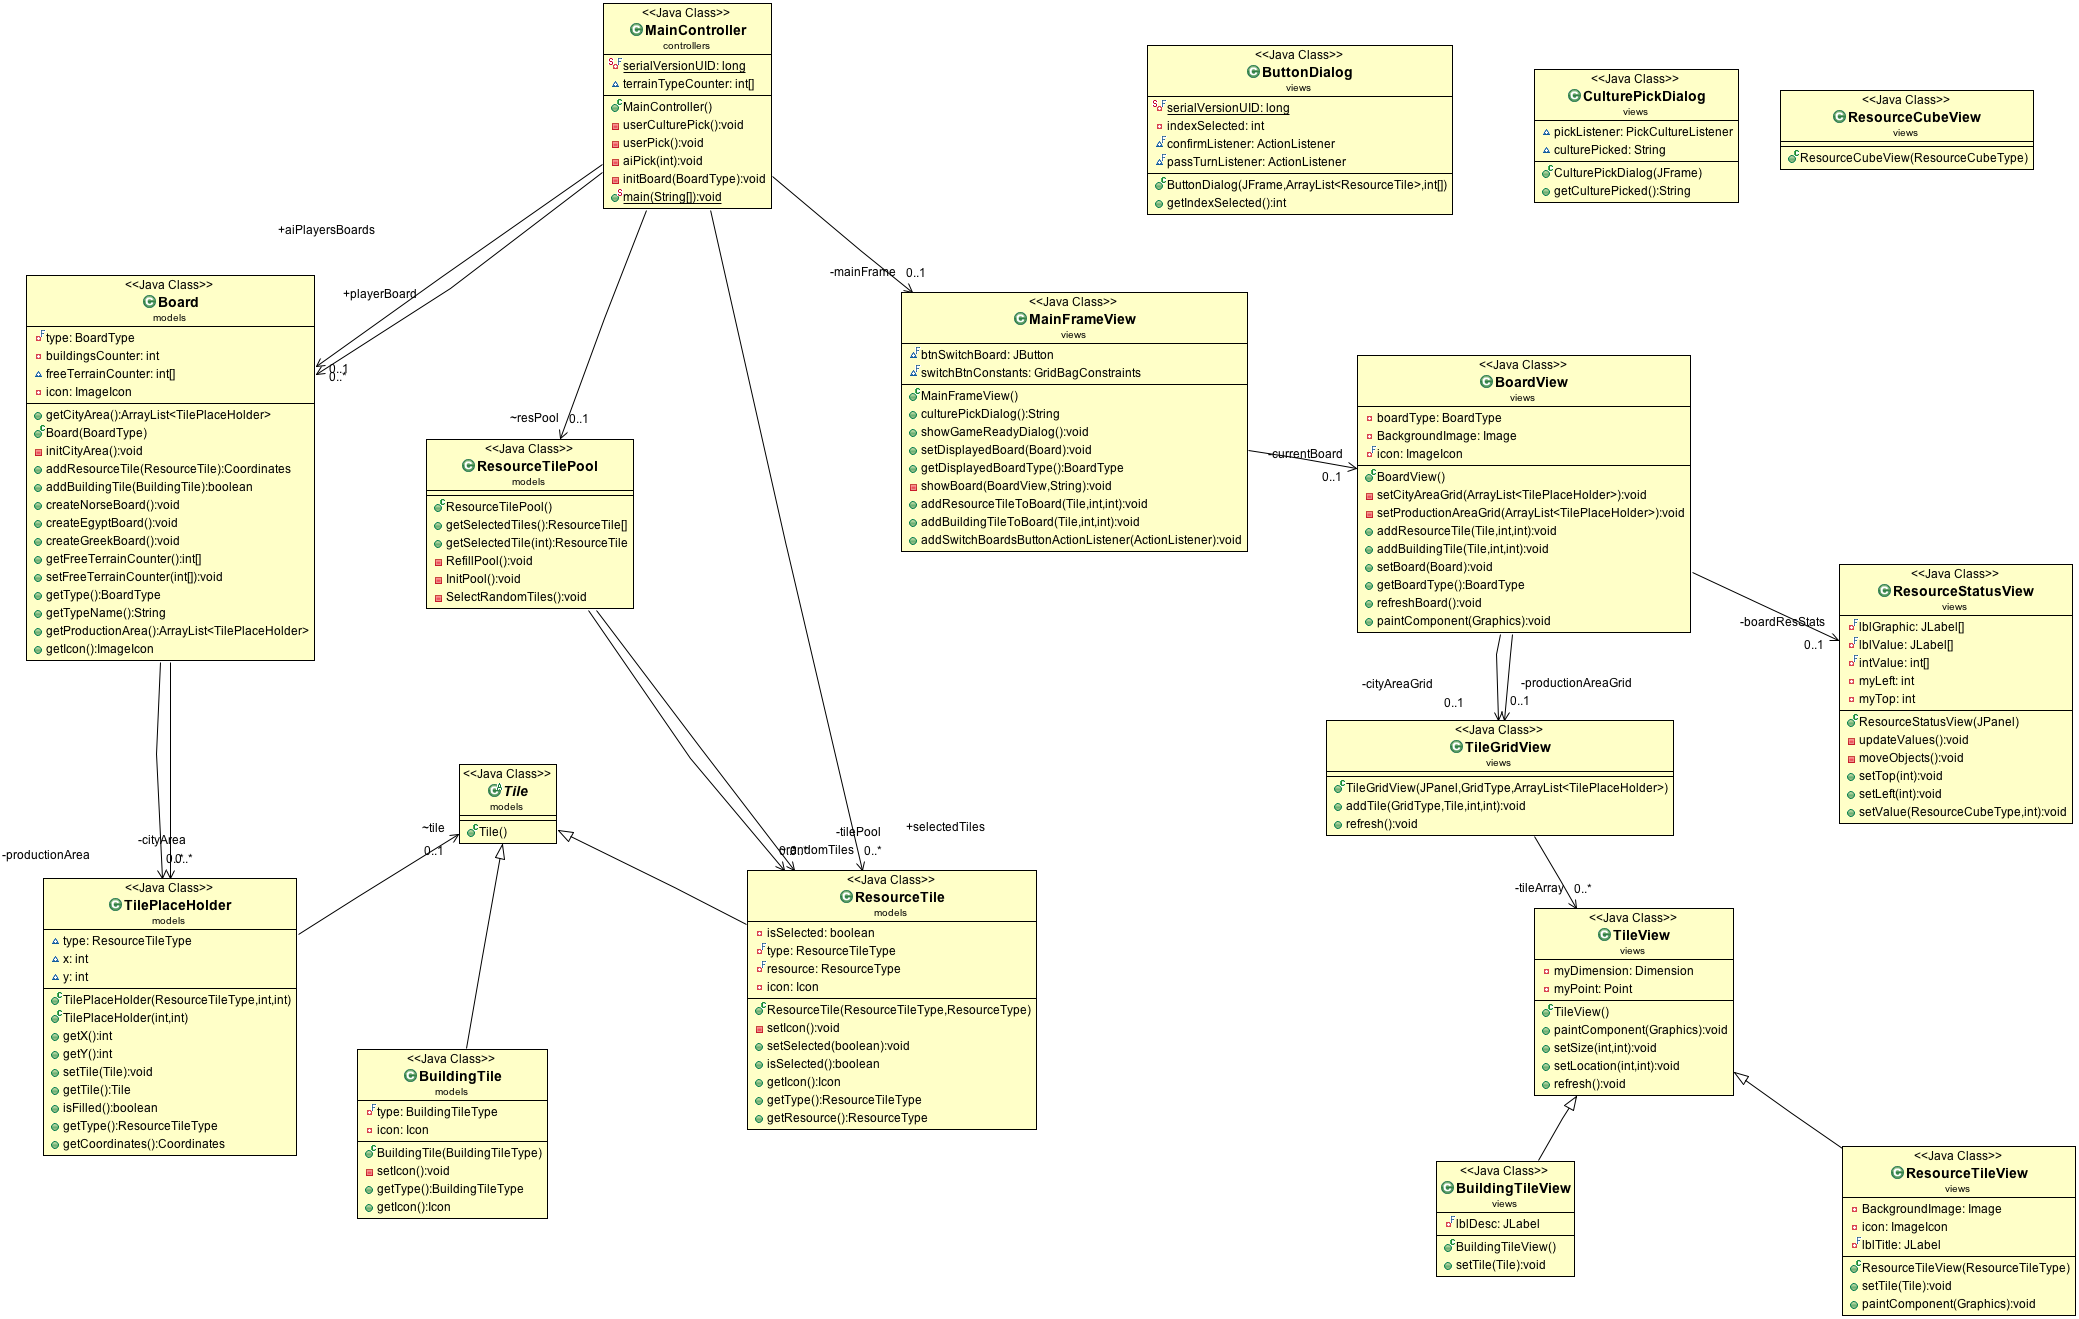 <<Java Class>>
MainController
controllers
serialVersionUID: long
terrainTypeCounter: int[]
MainController()
userCulturePick():void
userPick():void
aiPick(int):void
initBoard(BoardType):void
main(String[]):void
<<Java Class>>
ButtonDialog
views
serialVersionUID: long
indexSelected: int
confirmListener: ActionListener
passTurnListener: ActionListener
ButtonDialog(JFrame,ArrayList<ResourceTile>,int[])
getIndexSelected():int
<<Java Class>>
CulturePickDialog
views
pickListener: PickCultureListener
culturePicked: String
CulturePickDialog(JFrame)
getCulturePicked():String
<<Java Class>>
ResourceCubeView
views
ResourceCubeView(ResourceCubeType)
+aiPlayersBoards
+playerBoard
0..1
0..*
-mainFrame
0..1
~resPool
0..1
<<Java Class>>
Board
models
type: BoardType
buildingsCounter: int
freeTerrainCounter: int[]
icon: ImageIcon
getCityArea():ArrayList<TilePlaceHolder>
Board(BoardType)
initCityArea():void
addResourceTile(ResourceTile):Coordinates
addBuildingTile(BuildingTile):boolean
createNorseBoard():void
createEgyptBoard():void
createGreekBoard():void
getFreeTerrainCounter():int[]
setFreeTerrainCounter(int[]):void
getType():BoardType
getTypeName():String
getProductionArea():ArrayList<TilePlaceHolder>
getIcon():ImageIcon
<<Java Class>>
ResourceTilePool
models
ResourceTilePool()
getSelectedTiles():ResourceTile[]
getSelectedTile(int):ResourceTile
RefillPool():void
InitPool():void
SelectRandomTiles():void
<<Java Class>>
MainFrameView
views
btnSwitchBoard: JButton
switchBtnConstants: GridBagConstraints
MainFrameView()
culturePickDialog():String
showGameReadyDialog():void
setDisplayedBoard(Board):void
getDisplayedBoardType():BoardType
showBoard(BoardView,String):void
addResourceTileToBoard(Tile,int,int):void
addBuildingTileToBoard(Tile,int,int):void
addSwitchBoardsButtonActionListener(ActionListener):void
-currentBoard
0..1
<<Java Class>>
BoardView
views
boardType: BoardType
BackgroundImage: Image
icon: ImageIcon
BoardView()
setCityAreaGrid(ArrayList<TilePlaceHolder>):void
setProductionAreaGrid(ArrayList<TilePlaceHolder>):void
addResourceTile(Tile,int,int):void
addBuildingTile(Tile,int,int):void
setBoard(Board):void
getBoardType():BoardType
refreshBoard():void
paintComponent(Graphics):void
-boardResStats
0..1
<<Java Class>>
ResourceStatusView
views
lblGraphic: JLabel[]
lblValue: JLabel[]
intValue: int[]
myLeft: int
myTop: int
ResourceStatusView(JPanel)
updateValues():void
moveObjects():void
setTop(int):void
setLeft(int):void
setValue(ResourceCubeType,int):void
-cityAreaGrid
0..1
-productionAreaGrid
0..1
<<Java Class>>
TileGridView
views
TileGridView(JPanel,GridType,ArrayList<TilePlaceHolder>)
addTile(GridType,Tile,int,int):void
refresh():void
-tileArray
0..*
<<Java Class>>
Tile
models
Tile()
~tile
0..1
-productionArea
-cityArea
0..*
-tilePool
0..*
+selectedTiles
<<Java Class>>
TilePlaceHolder
models
type: ResourceTileType
x: int
y: int
TilePlaceHolder(ResourceTileType,int,int)
TilePlaceHolder(int,int)
getX():int
getY():int
setTile(Tile):void
getTile():Tile
isFilled():boolean
getType():ResourceTileType
getCoordinates():Coordinates
<<Java Class>>
BuildingTile
models
type: BuildingTileType
icon: Icon
BuildingTile(BuildingTileType)
setIcon():void
getType():BuildingTileType
getIcon():Icon
<<Java Class>>
ResourceTile
models
isSelected: boolean
type: ResourceTileType
resource: ResourceType
icon: Icon
ResourceTile(ResourceTileType,ResourceType)
setIcon():void
setSelected(boolean):void
isSelected():boolean
getIcon():Icon
getType():ResourceTileType
getResource():ResourceType
<<Java Class>>
TileView
views
myDimension: Dimension
myPoint: Point
TileView()
paintComponent(Graphics):void
setSize(int,int):void
setLocation(int,int):void
refresh():void
<<Java Class>>
BuildingTileView
views
lblDesc: JLabel
BuildingTileView()
setTile(Tile):void
<<Java Class>>
ResourceTileView
views
BackgroundImage: Image
icon: ImageIcon
lblTitle: JLabel
ResourceTileView(ResourceTileType)
setTile(Tile):void
paintComponent(Graphics):void